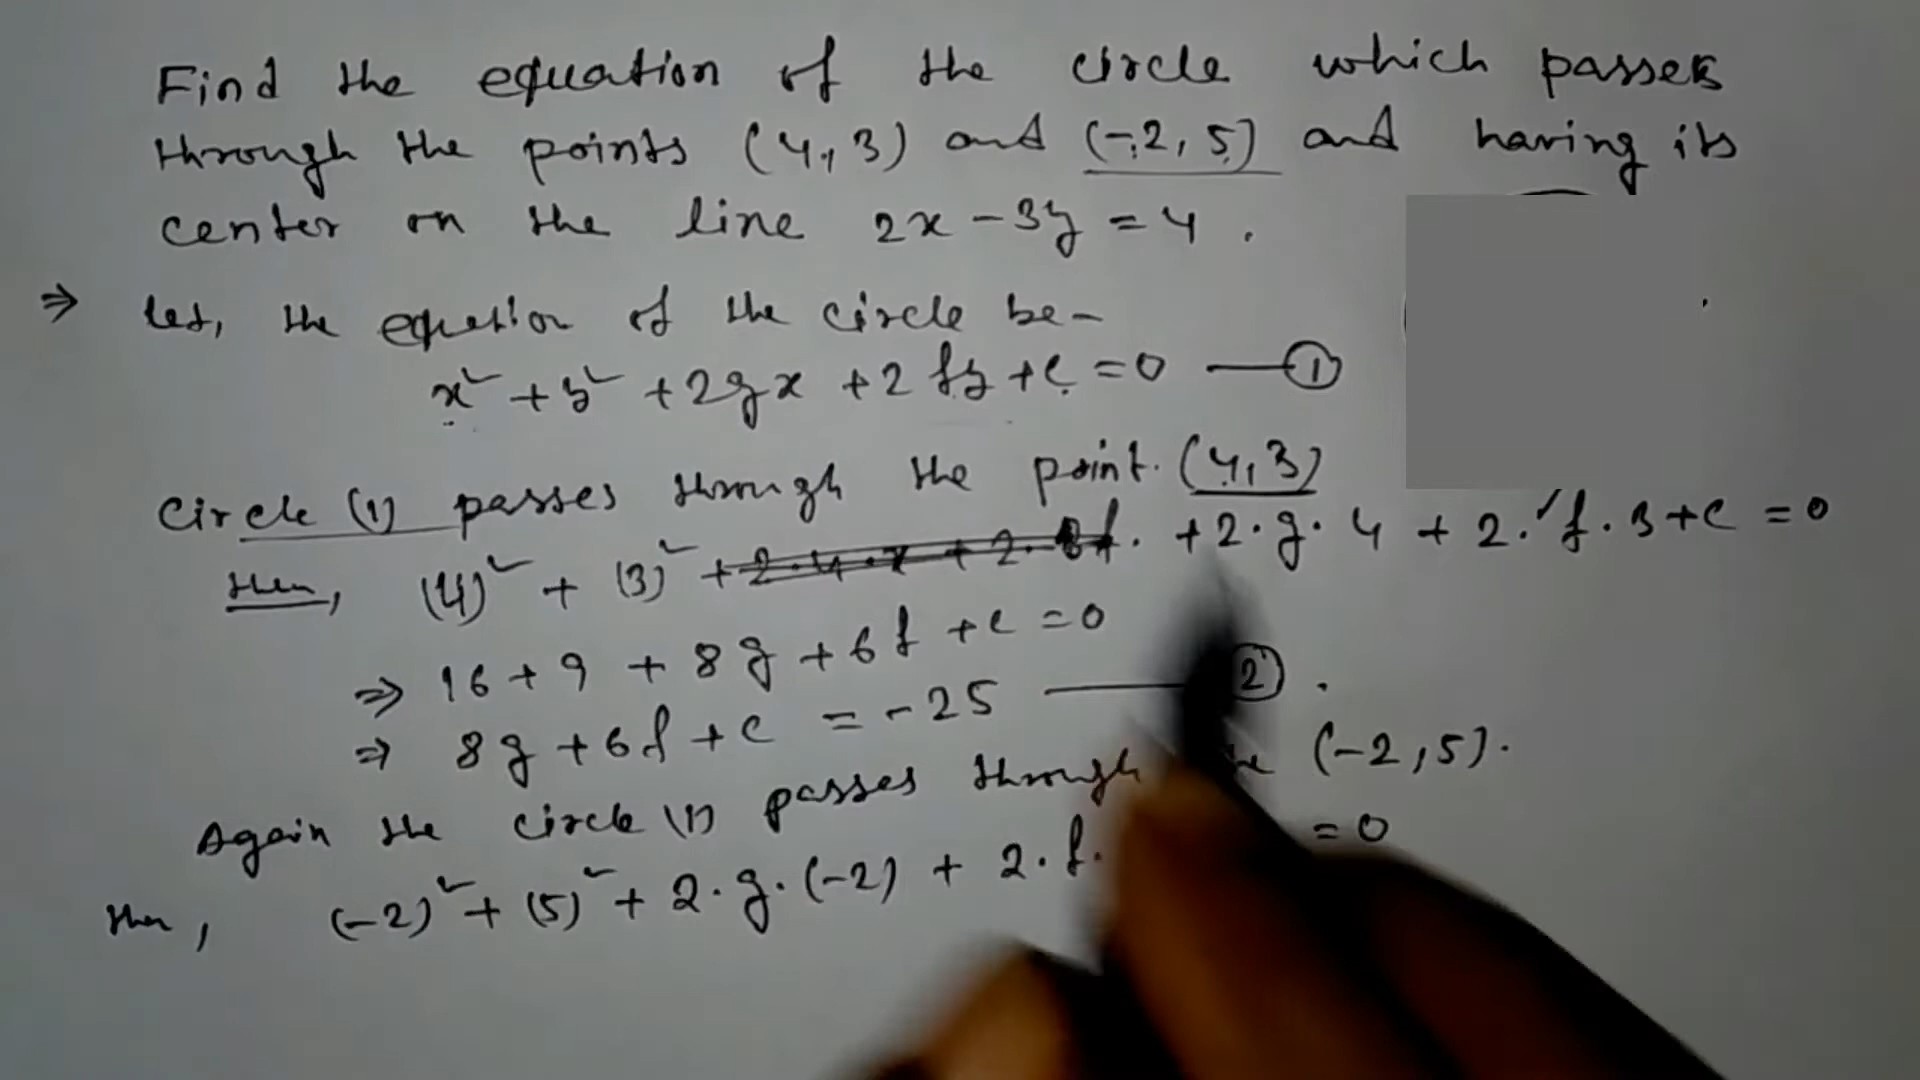 Find the equation of the circle which passes
through the points (4,3) and (-2,5) and having its
center on the line 2x - 3y = 4.
⇒ Let, the equation of the circle be-
x² + y² + 2gx + 2fy + c = 0 — ①
Circle (1) passes through the point. (4,3)
then, (4)² + (3)² + 2·g·4 + 2·f·3 + c = 0
⇒ 16 + 9 + 8g + 6f + c = 0
⇒ 8g + 6f + c = -25 — ②.
Again the circle (1) passes through (-2,5).
then, (-2)² + (5)² + 2·g·(-2) + 2·f· = 0